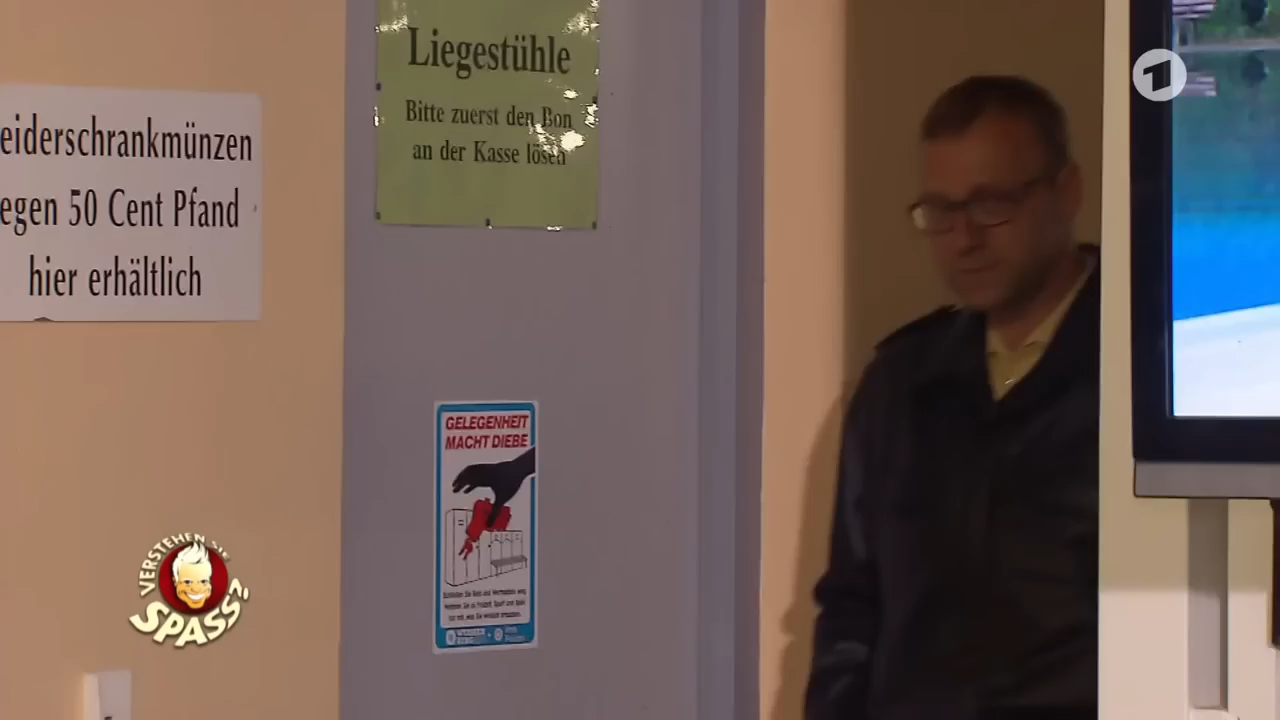 eiderschrankmünzen
egen 50 Cent Pfand
hier erhältlich
Liegestühle
Bitte zuerst den Bon
an der Kasse lösen
GELEGENHEIT
MACHT DIEBE
VERSTEHEN SIE
SPASS?
1